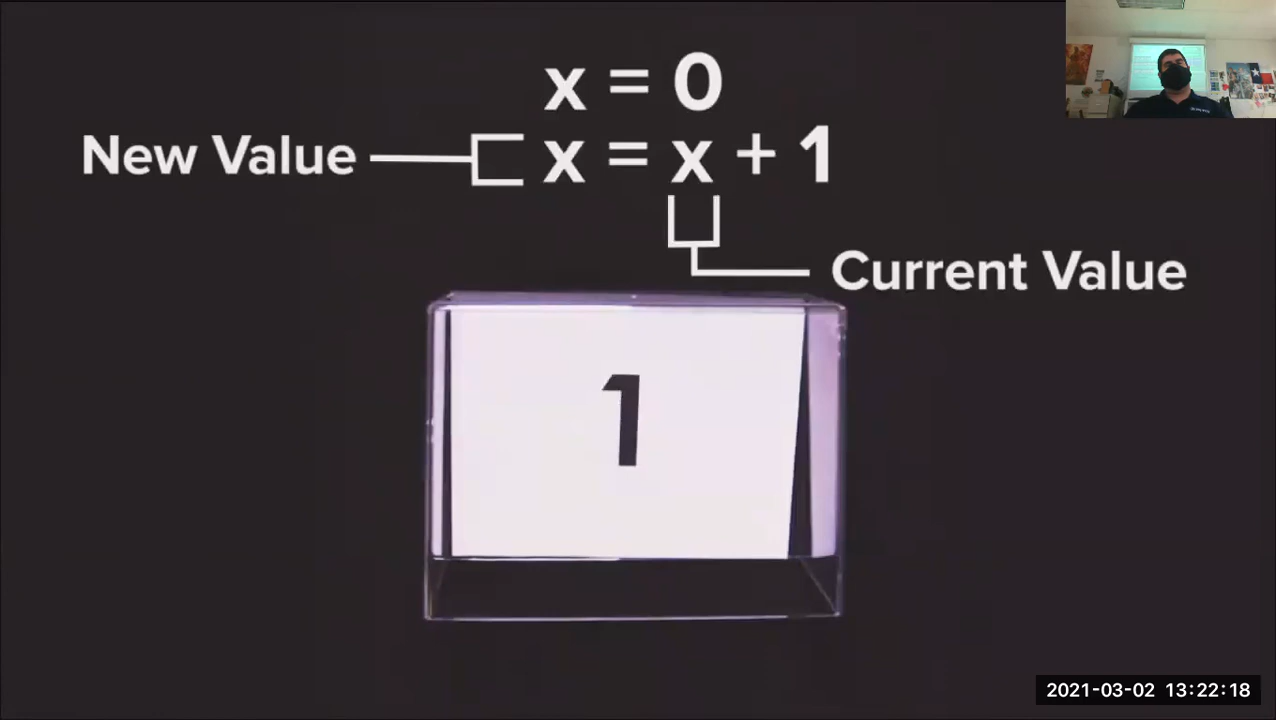 x = 0
New Value
x = x + 1
Current Value
1
2021-03-02 13:22:18